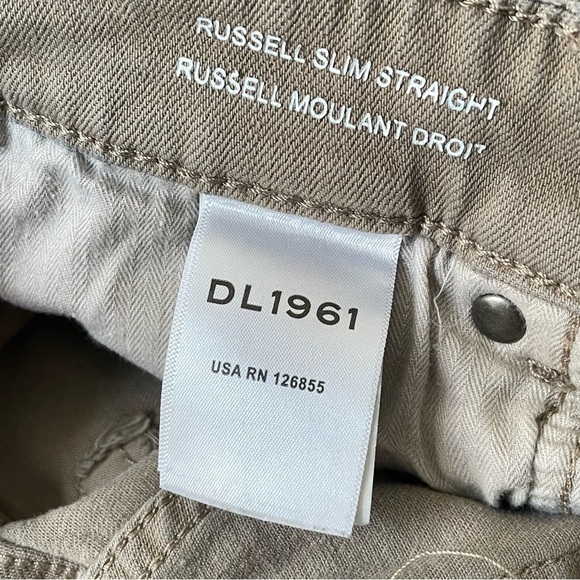 RUSSELL SLIM STRAIGHT
RUSSELL MOULANT DROIT
DL1961
USA RN 126855